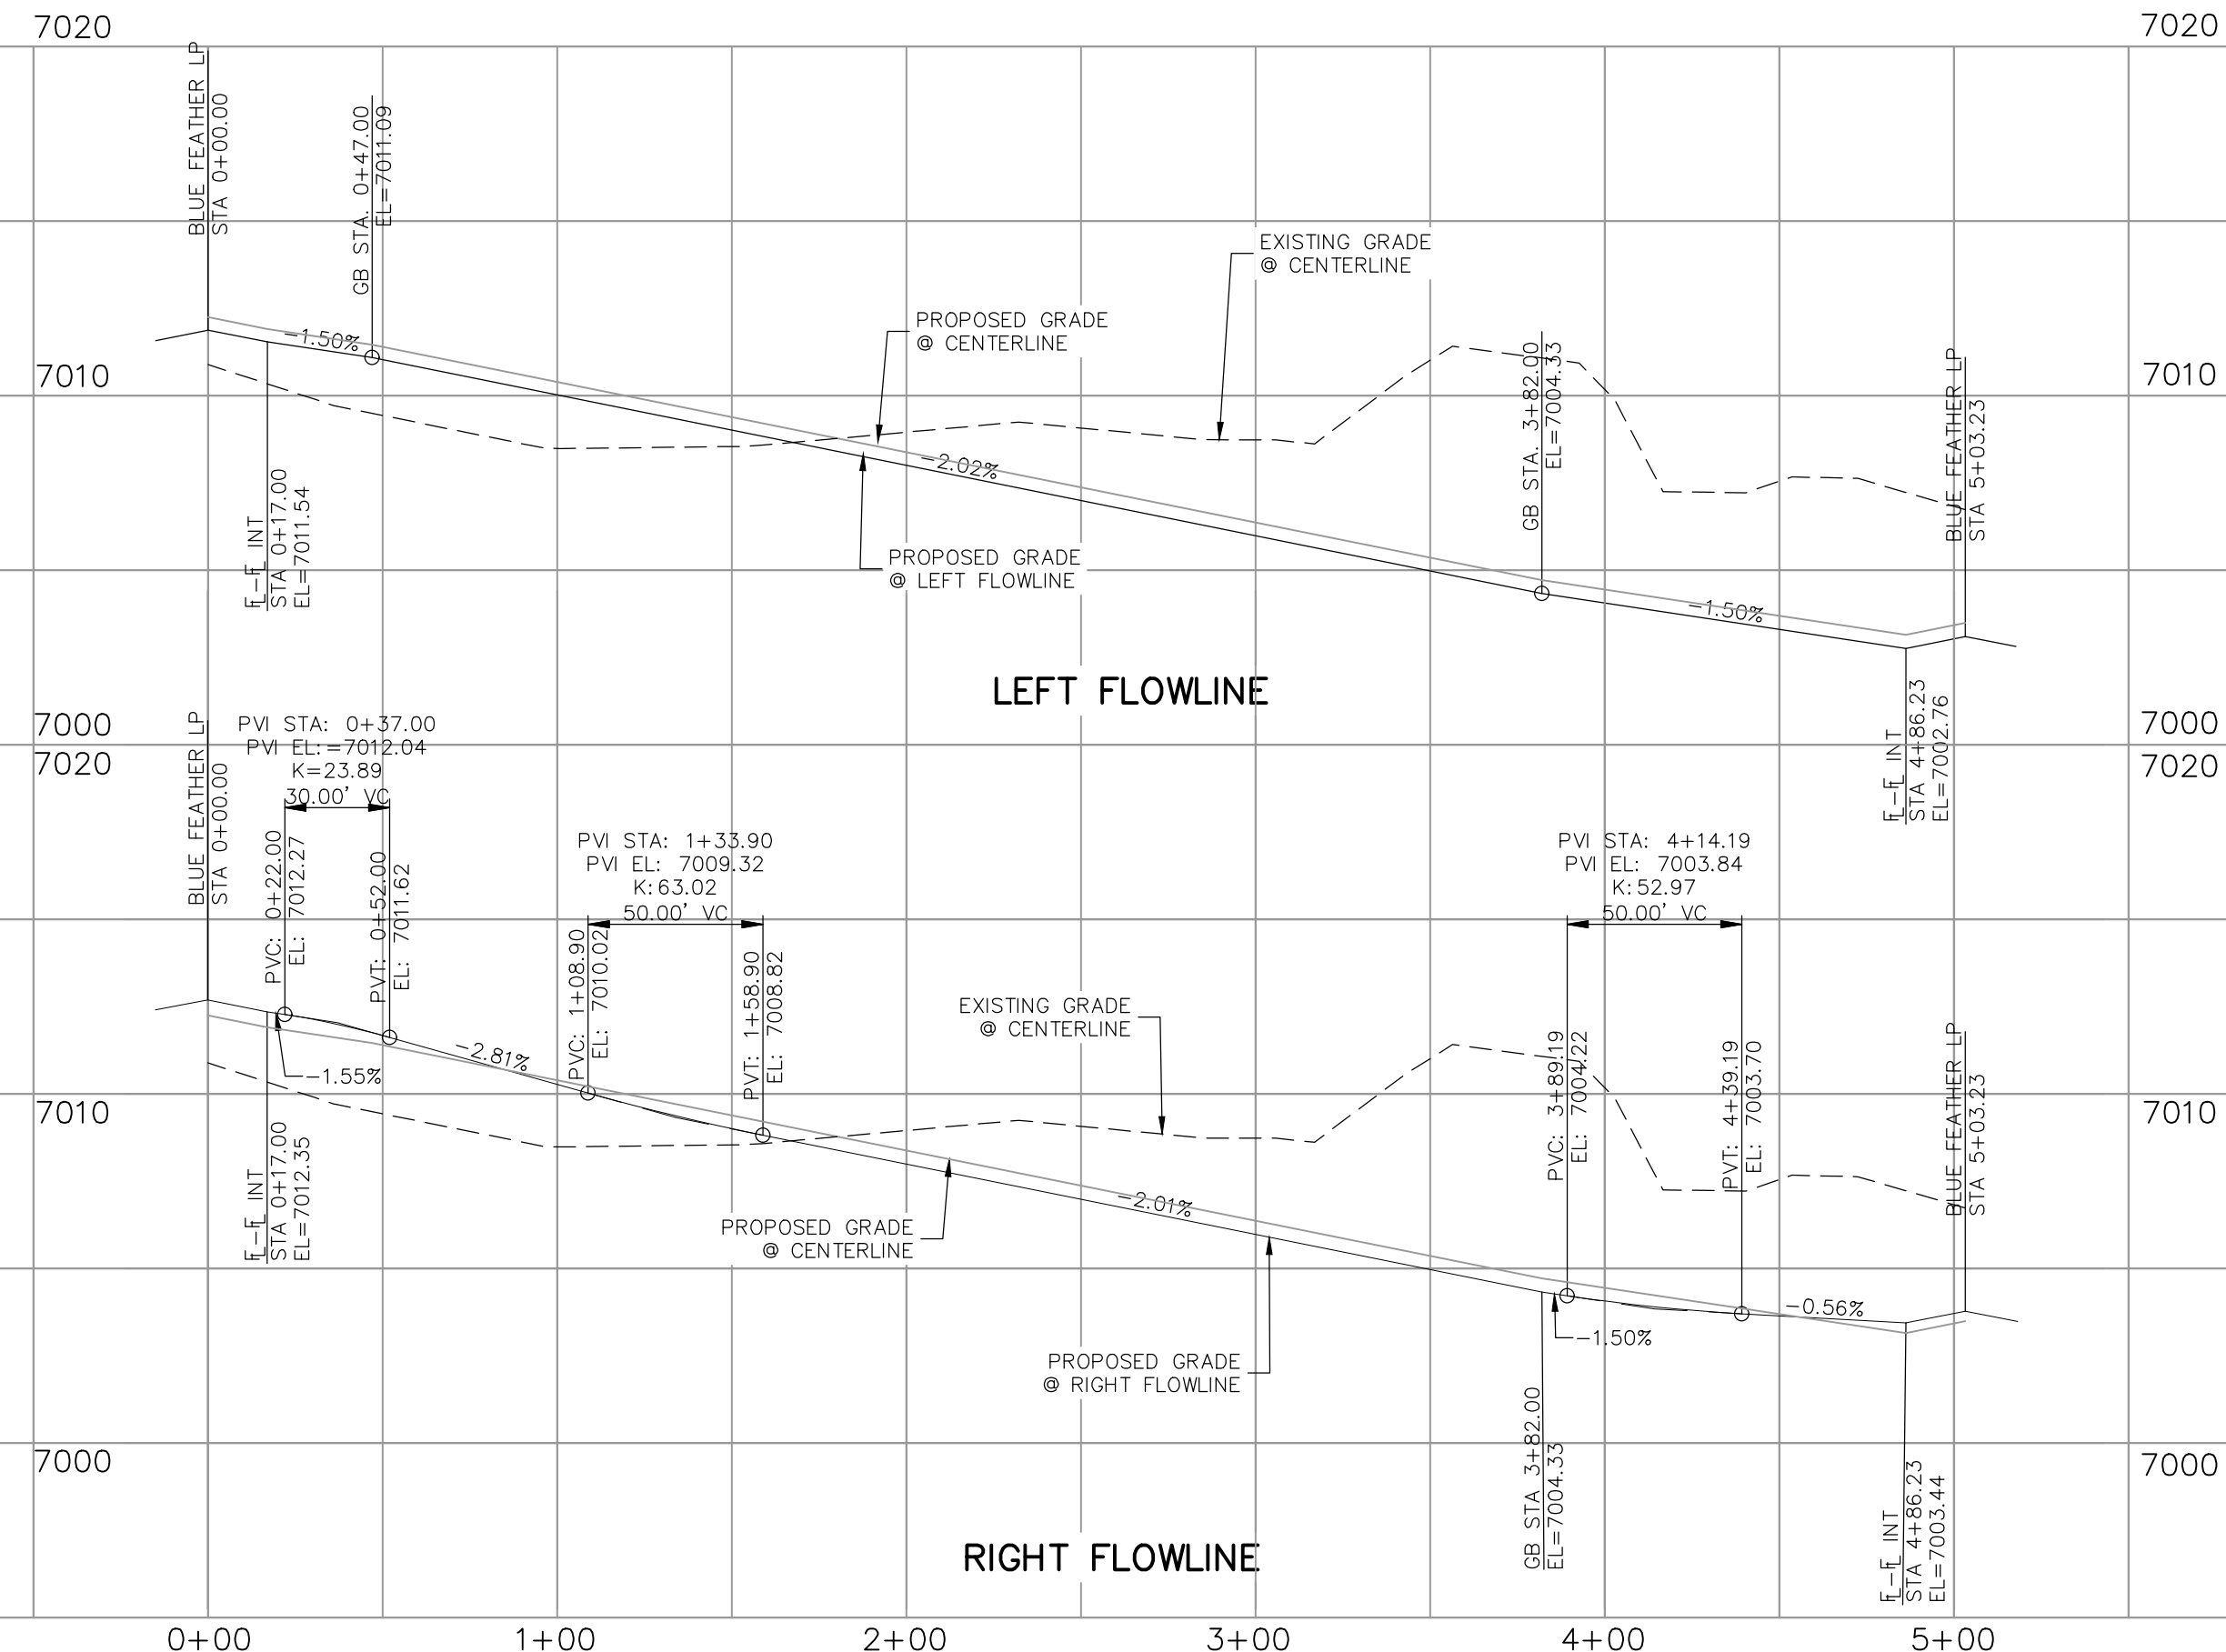 7020
7020
BLUE FEATHER LP
STA 0+00.00
GB STA. 0+47.00
EL=7011.09
EXISTING GRADE
@ CENTERLINE
PROPOSED GRADE
@ CENTERLINE
-1.50%
7010
7010
GB STA. 3+82.00
EL=7004.33
BLUE FEATHER LP
STA 5+03.23
-2.02%
FL-FL INT
STA 0+17.00
EL=7011.54
PROPOSED GRADE
@ LEFT FLOWLINE
-1.50%
LEFT FLOWLINE
7000
7000
FL-FL INT
STA 4+86.23
EL=7002.76
7020
7020
BLUE FEATHER LP
STA 0+00.00
PVI STA: 0+37.00
PVI EL:=7012.04
K=23.89
30.00' VC
PVC: 0+22.00
EL: 7012.27
PVT: 0+52.00
EL: 7011.62
PVI STA: 1+33.90
PVI EL: 7009.32
K:63.02
50.00' VC
PVC: 1+08.90
EL: 7010.02
PVT: 1+58.90
EL: 7008.82
PVI STA: 4+14.19
PVI EL: 7003.84
K:52.97
50.00' VC
PVC: 3+89.19
EL: 7004.22
PVT: 4+39.19
EL: 7003.70
EXISTING GRADE
@ CENTERLINE
BLUE FEATHER LP
STA 5+03.23
-2.81%
-1.55%
7010
7010
FL-FL INT
STA 0+17.00
EL=7012.35
-2.01%
PROPOSED GRADE
@ CENTERLINE
-0.56%
-1.50%
PROPOSED GRADE
@ RIGHT FLOWLINE
7000
7000
GB STA 3+82.00
EL=7004.33
FL-FL INT
STA 4+86.23
EL=7003.44
RIGHT FLOWLINE
0+00
1+00
2+00
3+00
4+00
5+00